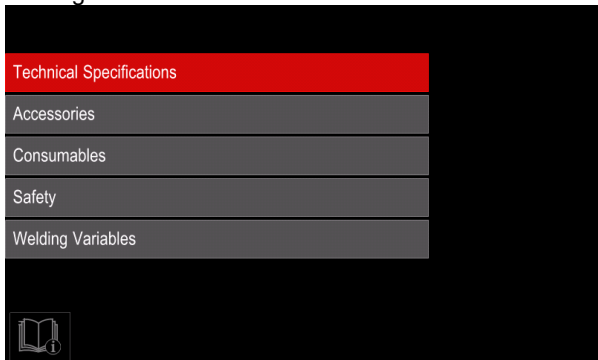 Technical Specifications
Accessories
Consumables
Safety
Welding Variables